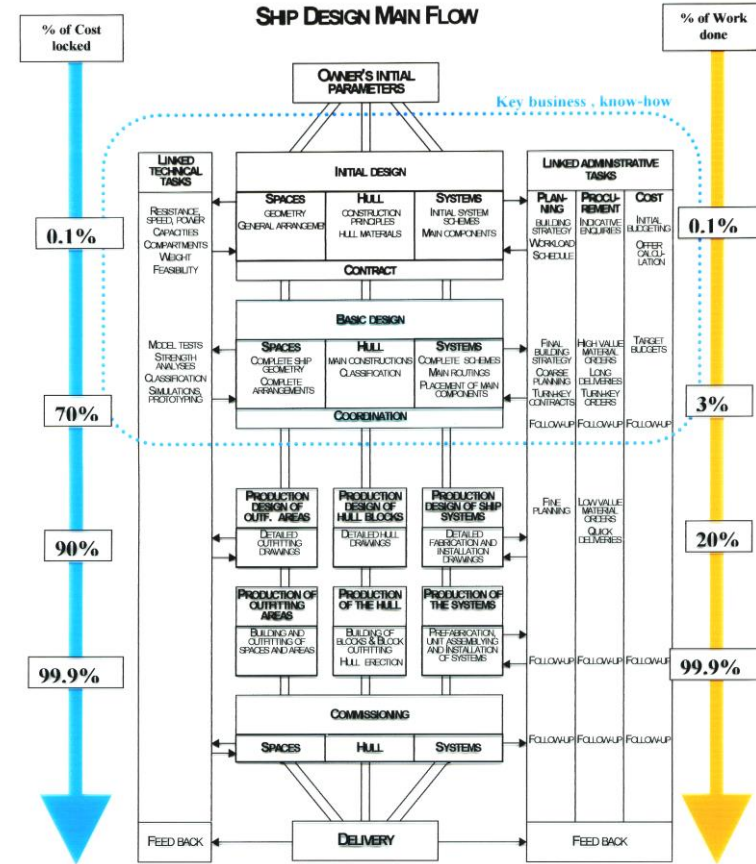 SHIP DESIGN MAIN FLOW
% of Cost
locked
% of Work
done
OWNER'S INITIAL
PARAMETERS
Key business , know-how
LINKED
TECHNICAL
TASKS
RESISTANCE,
SPEED, POWER
CAPACITIES
COMPARTMENTS
WEIGHT
FEASIBILITY
INITIAL DESIGN
SPACES
GEOMETRY
GENERAL ARRANGEMENT
HULL
CONSTRUCTION
PRINCIPLES
HULL MATERIALS
SYSTEMS
INITIAL SYSTEM
SCHEMES
MAIN COMPONENTS
CONTRACT
LINKED ADMINISTRATIVE
TASKS
PLAN-
NING
BUILDING
STRATEGY
WORKLOAD
SCHEDULE
PROCU-
REMENT
INDICATIVE
ENQUIRIES
COST
INITIAL
BUDGETING
OFFER
CALCU-
LATION
0.1%
0.1%
BASIC DESIGN
MODEL TESTS
STRENGTH
ANALYSES
CLASSIFICATION
SIMULATIONS,
PROTOTYPING
SPACES
COMPLETE SHIP
GEOMETRY
COMPLETE
ARRANGEMENTS
HULL
MAIN CONSTRUCTIONS
CLASSIFICATION
SYSTEMS
COMPLETE SCHEMES
MAIN ROUTINGS
PLACEMENT OF MAIN
COMPONENTS
COORDINATION
FINAL
BUILDING
STRATEGY
COARSE
PLANNING
TURN-KEY
CONTRACTS
FOLLOW-UP
HIGH VALUE
MATERIAL
ORDERS
LONG
DELIVERIES
TURN-KEY
ORDERS
FOLLOW-UP
TARGET
BUDGETS
FOLLOW-UP
70%
3%
PRODUCTION
DESIGN OF
OUTF. AREAS
DETAILED
OUTFITTING
DRAWINGS
PRODUCTION
DESIGN OF
HULL BLOCKS
DETAILED HULL
DRAWINGS
PRODUCTION
DESIGN OF SHIP
SYSTEMS
DETAILED
FABRICATION AND
INSTALLATION
DRAWINGS
FINE
PLANNING
LOW VALUE
MATERIAL
ORDERS
QUICK
DELIVERIES
90%
20%
PRODUCTION OF
OUTFITTING
AREAS
BUILDING AND
OUTFITTING OF
SPACES AND AREAS
PRODUCTION
OF THE HULL
BUILDING OF
BLOCKS & BLOCK
OUTFITTING
HULL ERECTION
PRODUCTION OF
THE SYSTEMS
PREFABRICATION,
UNIT ASSEMBLYING
AND INSTALLATION
OF SYSTEMS
FOLLOW-UP
FOLLOW-UP
FOLLOW-UP
99.9%
99.9%
COMMISSIONING
SPACES
HULL
SYSTEMS
FOLLOW-UP
FOLLOW-UP
FOLLOW-UP
FEED BACK
DELIVERY
FEED BACK